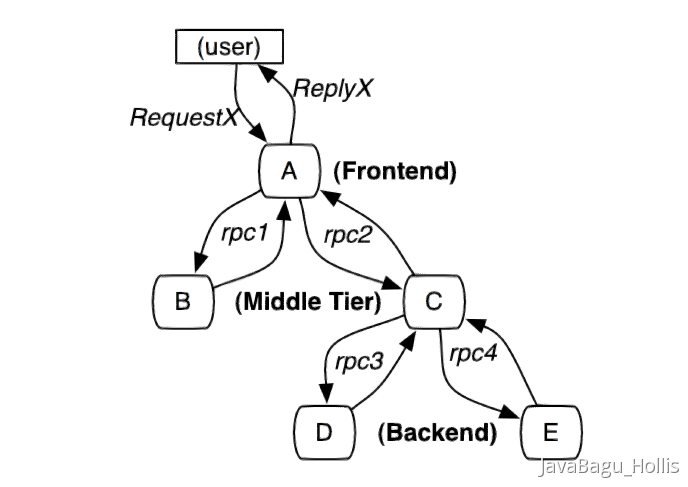 (user)
ReplyX
RequestX
A
(Frontend)
rpc1
rpc2
B
(Middle Tier)
C
rpc3
rpc4
D
(Backend)
E
JavaBagu_Hollis